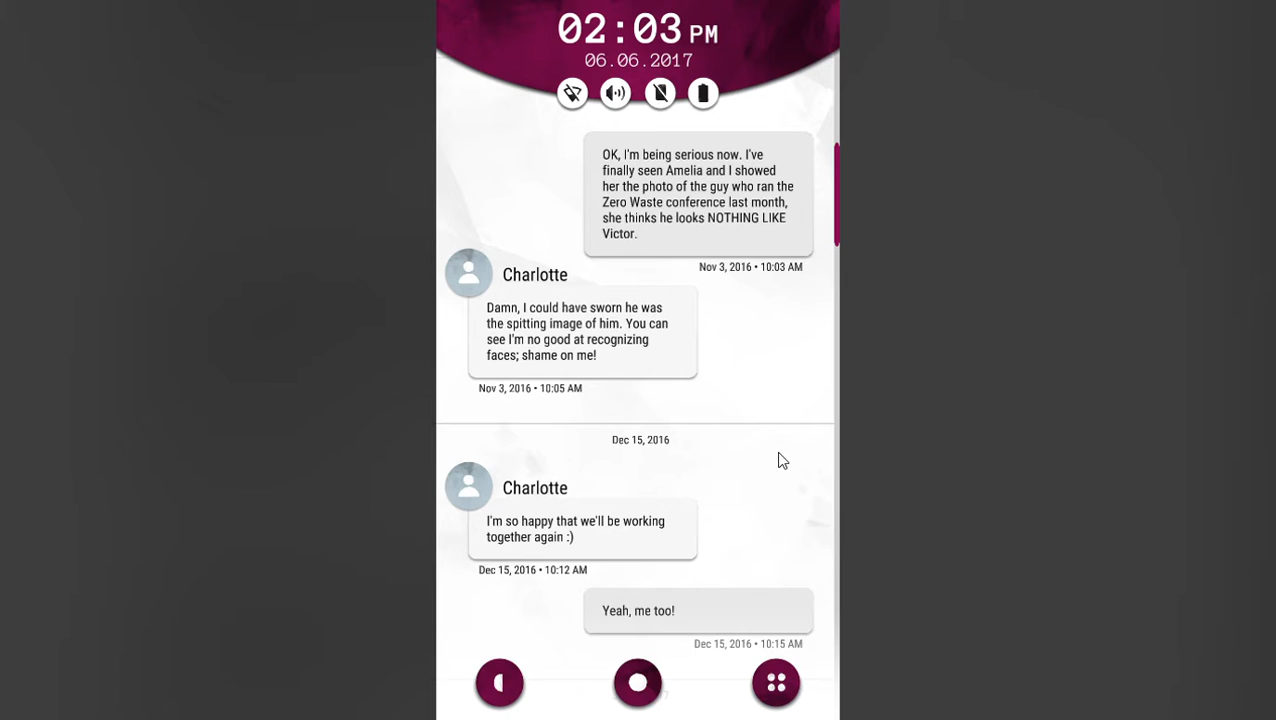 02:03 PM
06.06.2017
OK, I'm being serious now. I've
finally seen Amelia and I showed
her the photo of the guy who ran the
Zero Waste conference last month,
she thinks he looks NOTHING LIKE
Victor.
Nov 3, 2016 • 10:03 AM
Charlotte
Damn, I could have sworn he was
the spitting image of him. You can
see I'm no good at recognizing
faces; shame on me!
Nov 3, 2016 • 10:05 AM
Dec 15, 2016
Charlotte
I'm so happy that we'll be working
together again :)
Dec 15, 2016 • 10:12 AM
Yeah, me too!
Dec 15, 2016 • 10:15 AM